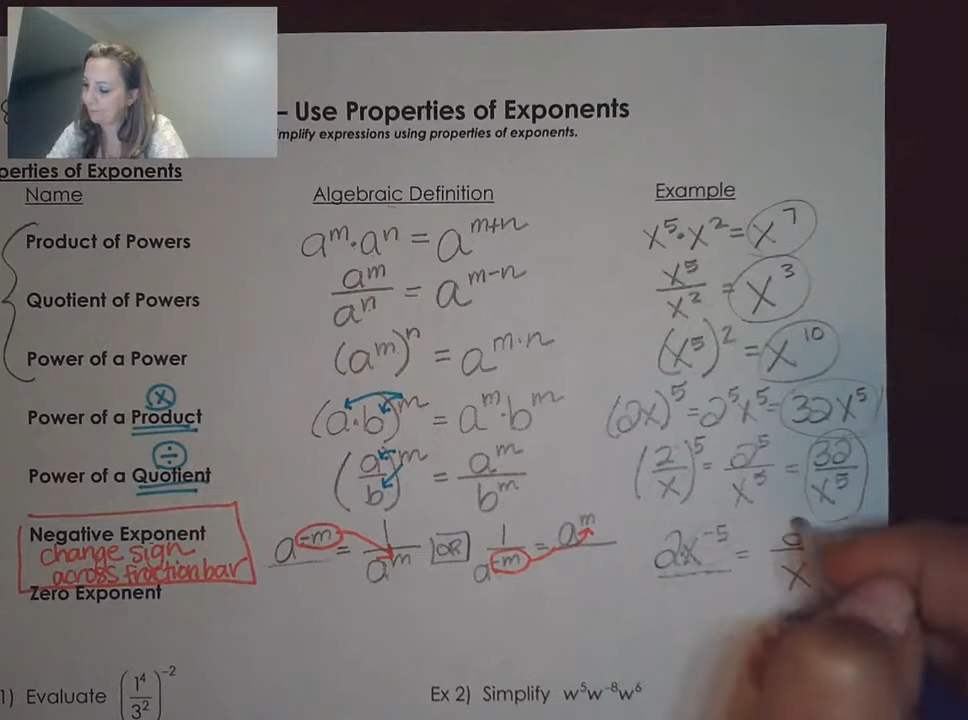 – Use Properties of Exponents
mplify expressions using properties of exponents.
perties of Exponents
Name Algebraic Definition Example
Product of Powers a^m·a^n = a^{m+n} x^5·x^2 = x^7
Quotient of Powers a^m/a^n = a^{m-n} x^5/x^2 = x^3
Power of a Power (a^m)^n = a^{m·n} (x^5)^2 = x^{10}
Power of a Product (x) (a·b)^m = a^m·b^m (2x)^5 = 2^5x^5 = 32x^5
Power of a Quotient ÷ (a/b)^m = a^m/b^m (2/x)^5 = 2^5/x^5 = 32/x^5
Negative Exponent a^{-m} = 1/a^m OR 1/a^{-m} = a^m 2x^{-5} =
change sign
across fraction bar
Zero Exponent
1) Evaluate (1^4/3^2)^{-2} Ex 2) Simplify w^5w^{-8}w^6